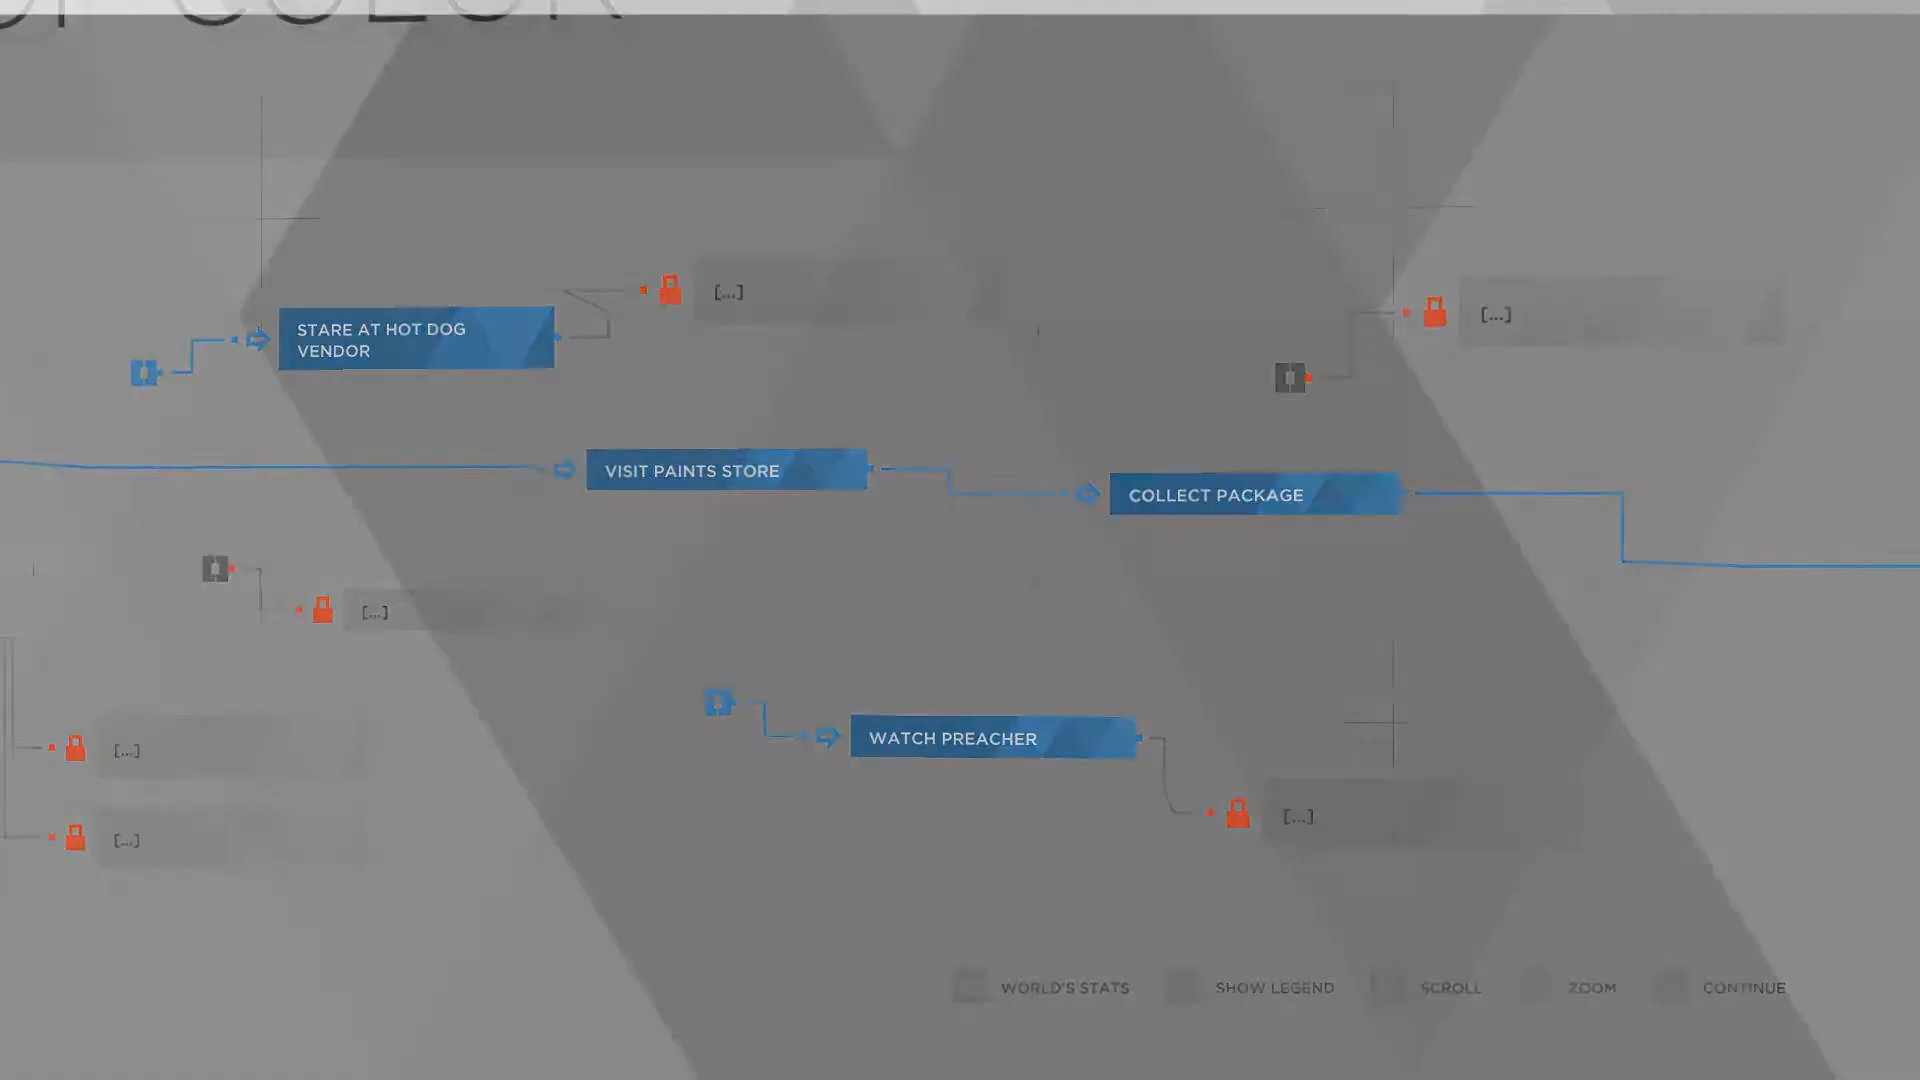 COLOR
[...]
[...]
STARE AT HOT DOG
VENDOR
VISIT PAINTS STORE
COLLECT PACKAGE
[...]
WATCH PREACHER
[...]
[...]
[...]
WORLD'S STATS
SHOW LEGEND
SCROLL
ZOOM
CONTINUE